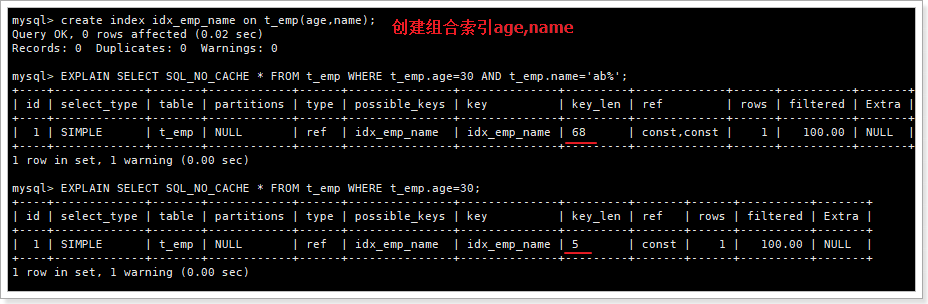 mysql> create index idx_emp_name on t_emp(age,name);
Query OK, 0 rows affected (0.02 sec)
创建组合索引age,name
Records: 0  Duplicates: 0  Warnings: 0
mysql> EXPLAIN SELECT SQL_NO_CACHE * FROM t_emp WHERE t_emp.age=30 AND t_emp.name='ab%';
+----+-------------+-------+------------+------+---------------+--------------+---------+-------------+------+----------+-------+
| id | select_type | table | partitions | type | possible_keys | key          | key_len | ref         | rows | filtered | Extra |
+----+-------------+-------+------------+------+---------------+--------------+---------+-------------+------+----------+-------+
|  1 | SIMPLE      | t_emp | NULL       | ref  | idx_emp_name  | idx_emp_name | 68      | const,const |    1 |   100.00 | NULL  |
+----+-------------+-------+------------+------+---------------+--------------+---------+-------------+------+----------+-------+
1 row in set, 1 warning (0.00 sec)
mysql> EXPLAIN SELECT SQL_NO_CACHE * FROM t_emp WHERE t_emp.age=30;
+----+-------------+-------+------------+------+---------------+--------------+---------+-------+------+----------+-------+
| id | select_type | table | partitions | type | possible_keys | key          | key_len | ref   | rows | filtered | Extra |
+----+-------------+-------+------------+------+---------------+--------------+---------+-------+------+----------+-------+
|  1 | SIMPLE      | t_emp | NULL       | ref  | idx_emp_name  | idx_emp_name | 5       | const |    1 |   100.00 | NULL  |
+----+-------------+-------+------------+------+---------------+--------------+---------+-------+------+----------+-------+
1 row in set, 1 warning (0.00 sec)